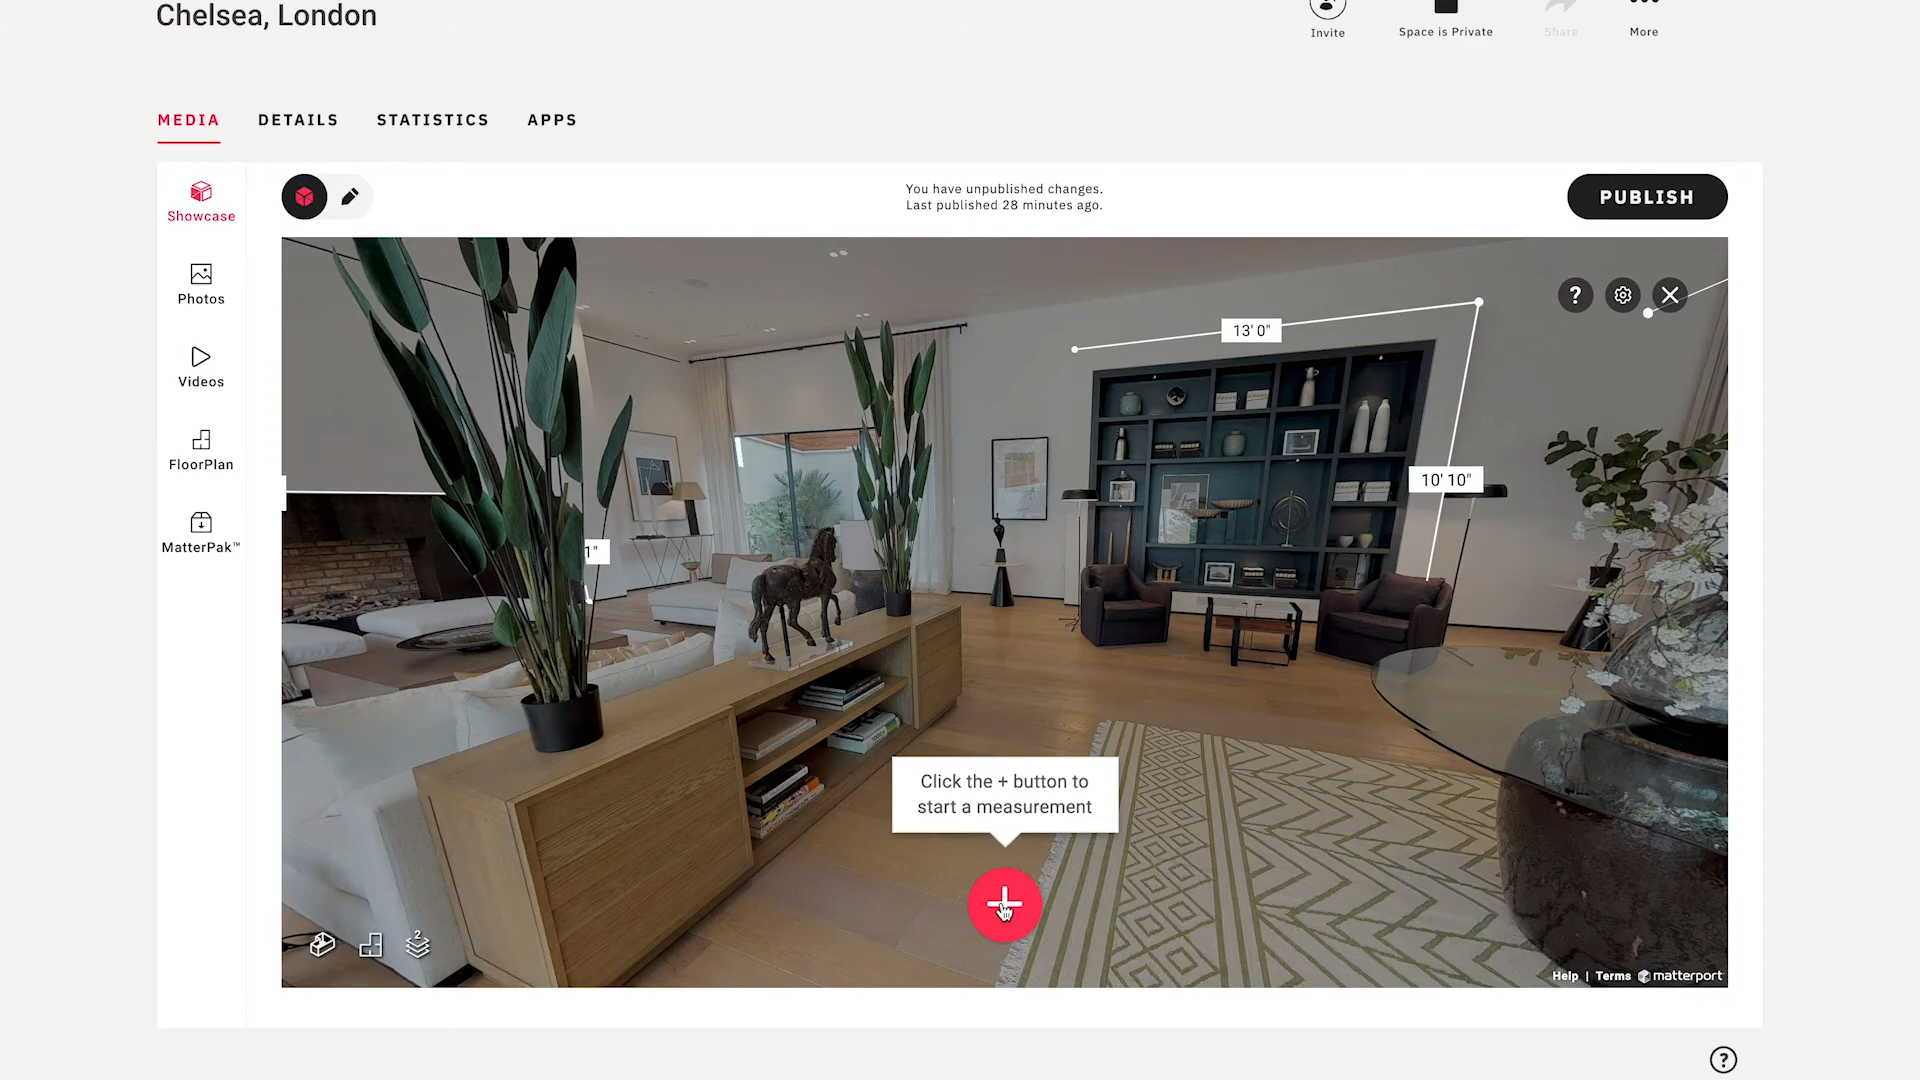 Chelsea, London
Invite
Space is Private
Share
More
MEDIA
DETAILS
STATISTICS
APPS
Showcase
Photos
Videos
FloorPlan
MatterPak™
You have unpublished changes.
Last published 28 minutes ago.
PUBLISH
?
13' 0"
10' 10"
1"
Click the + button to
start a measurement
2
Help | Terms matterport
?